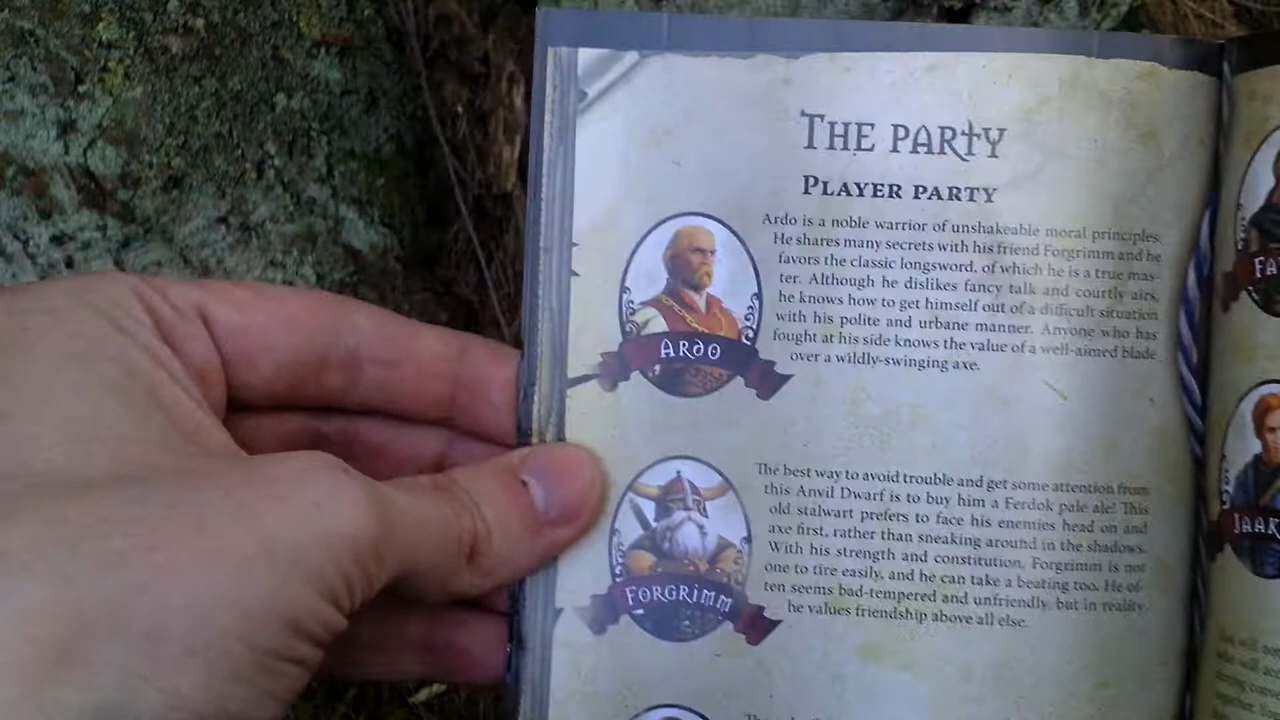 THE PARTY
PLAYER PARTY
Ardo is a noble warrior of unshakeable moral principles.
He shares many secrets with his friend Forgrimm and he
favors the classic longsword, of which he is a true mas-
ter. Although he dislikes fancy talk and courtly airs,
he knows how to get himself out of a difficult situation
with his polite and urbane manner. Anyone who has
fought at his side knows the value of a well-aimed blade
over a wildly-swinging axe.
ARDO
The best way to avoid trouble and get some attention from
this Anvil Dwarf is to buy him a Ferdok pale ale! This
old stalwart prefers to face his enemies head on and
axe first, rather than sneaking around in the shadows.
With his strength and constitution, Forgrimm is not
one to tire easily, and he can take a beating too. He of-
ten seems bad-tempered and unfriendly, but in reality
he values friendship above all else.
FORGRIMM